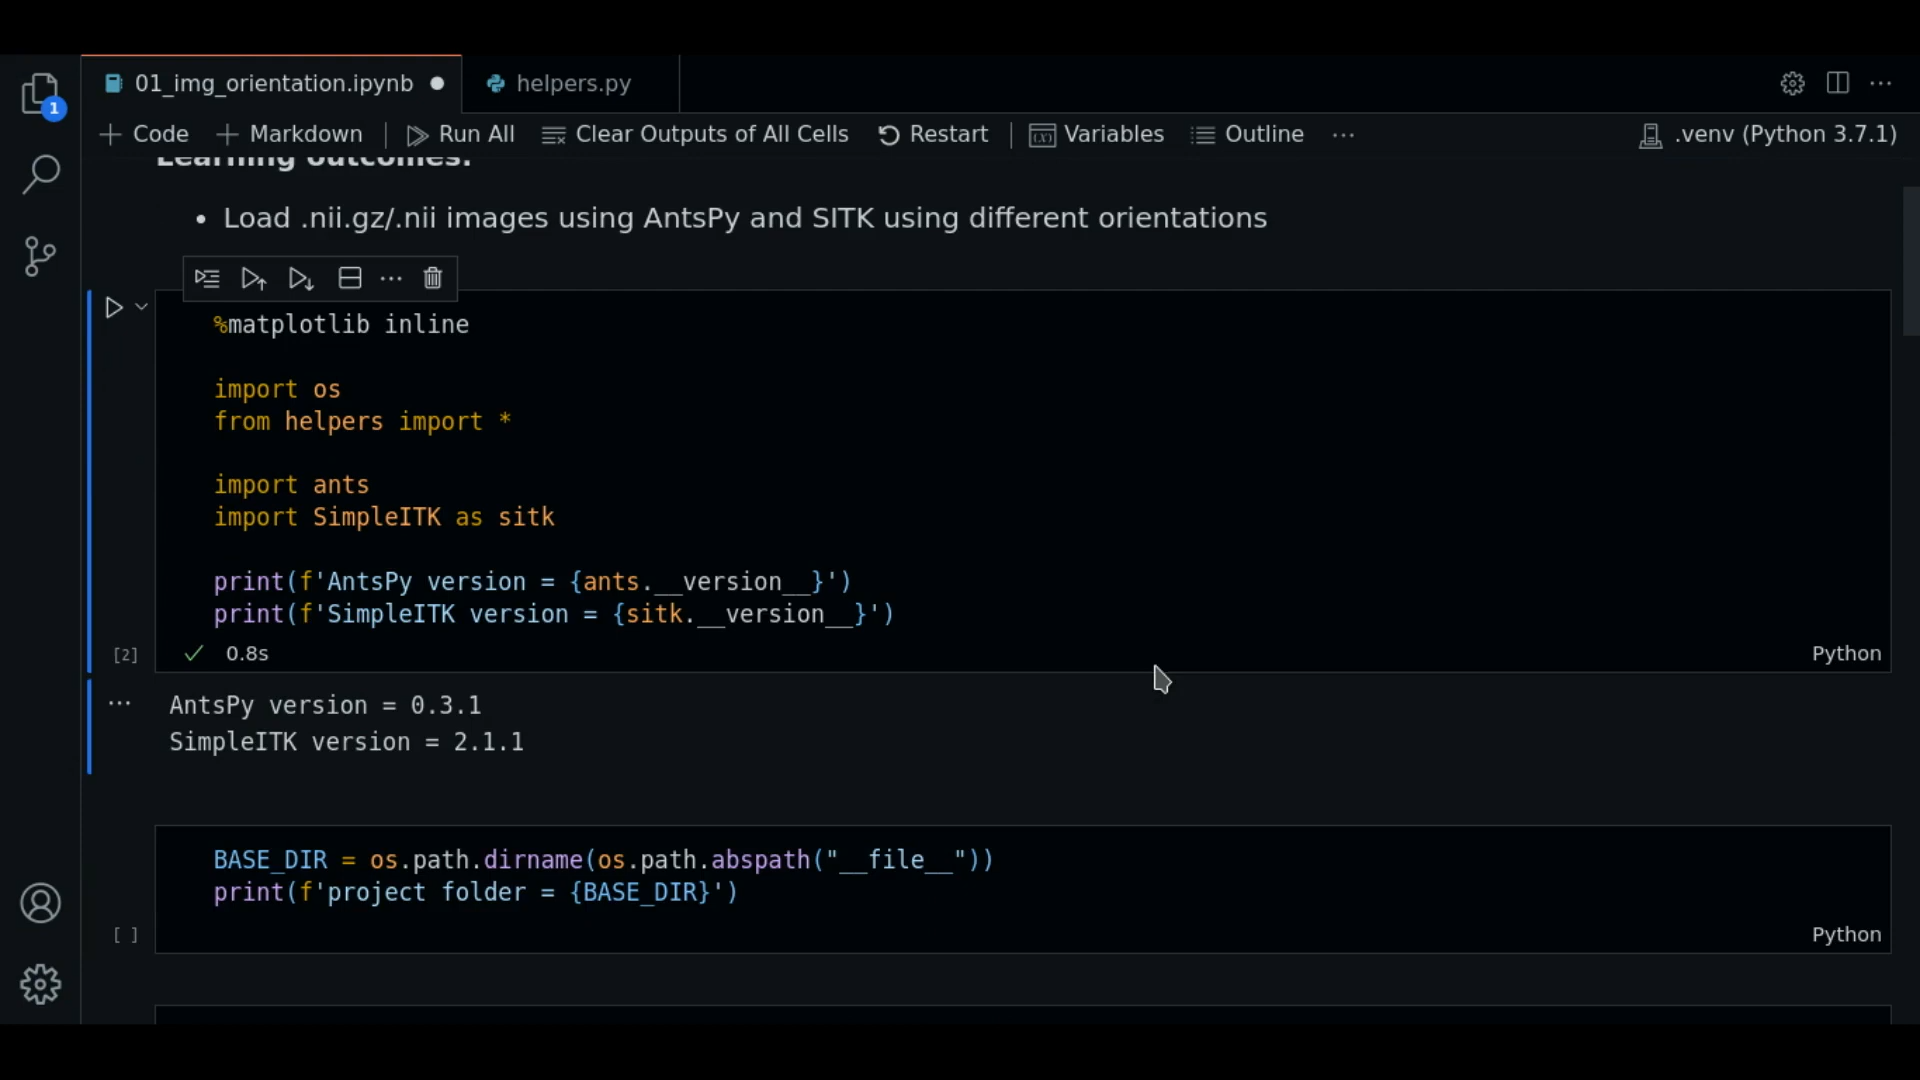 01_img_orientation.ipynb
helpers.py
1
Code
Markdown
Run All
Clear Outputs of All Cells
Restart
Variables
Outline
.venv (Python 3.7.1)
Learning outcomes:
• Load .nii.gz/.nii images using AntsPy and SITK using different orientations
%matplotlib inline
import os
from helpers import *
import ants
import SimpleITK as sitk
print(f'AntsPy version = {ants.__version__}')
print(f'SimpleITK version = {sitk.__version__}')
[2]
0.8s
Python
AntsPy version = 0.3.1
SimpleITK version = 2.1.1
BASE_DIR = os.path.dirname(os.path.abspath("__file__"))
print(f'project folder = {BASE_DIR}')
[ ]
Python